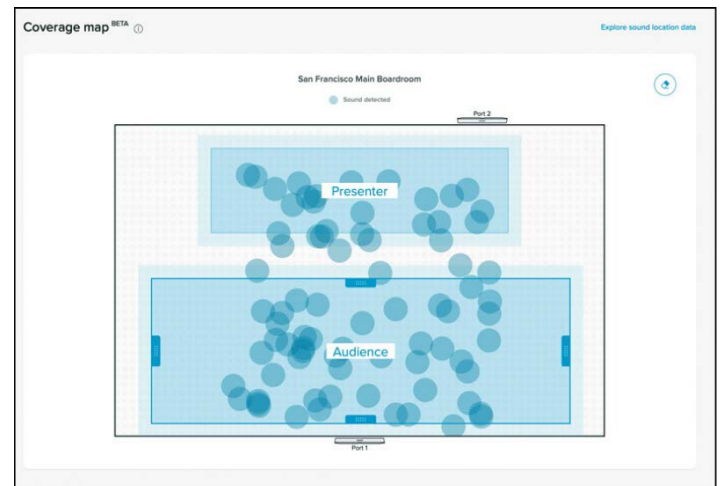 Coverage map BETA
Explore sound location data
San Francisco Main Boardroom
Sound detected
Port 2
Presenter
Audience
Port 1